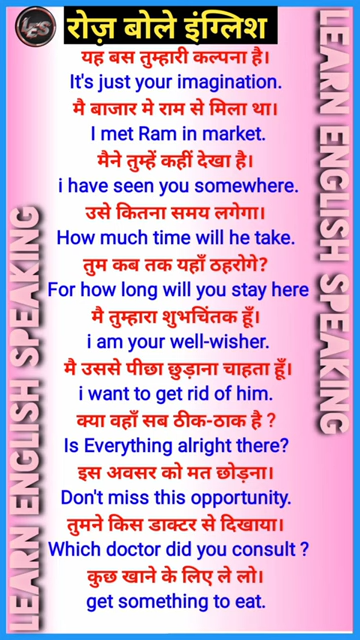 LES
रोज़ बोले इंग्लिश
यह बस तुम्हारी कल्पना है।
It's just your imagination.
मै बाजार मे राम से मिला था।
I met Ram in market.
मैने तुम्हें कहीं देखा है।
i have seen you somewhere.
उसे कितना समय लगेगा।
How much time will he take.
तुम कब तक यहाँ ठहरोगे?
For how long will you stay here
मै तुम्हारा शुभचिंतक हूँ।
i am your well-wisher.
मै उससे पीछा छुड़ाना चाहता हूँ।
i want to get rid of him.
क्या वहाँ सब ठीक-ठाक है ?
Is Everything alright there?
इस अवसर को मत छोड़ना।
Don't miss this opportunity.
तुमने किस डाक्टर से दिखाया।
Which doctor did you consult ?
कुछ खाने के लिए ले लो।
get something to eat.
LEARN ENGLISH SPEAKING
LEARN ENGLISH SPEAKING